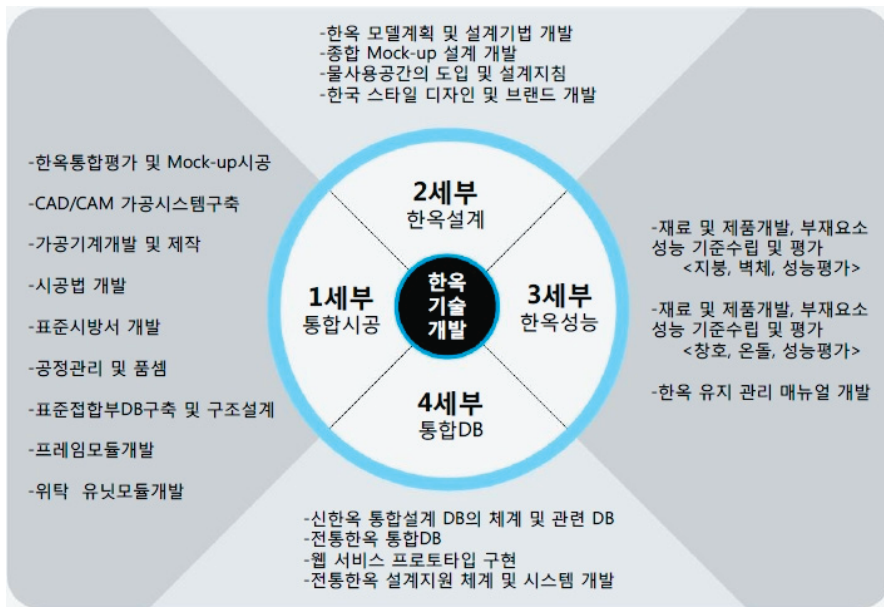 -한옥 모델계획 및 설계기법 개발
-종합 Mock-up 설계 개발
-물사용공간의 도입 및 설계지침
-한국 스타일 디자인 및 브랜드 개발
-한옥통합평가 및 Mock-up시공
-CAD/CAM 가공시스템구축
-가공기계개발 및 제작
-시공법 개발
-표준시방서 개발
-공정관리 및 품셈
-표준접합부DB구축 및 구조설계
-프레임모듈개발
-위탁 유닛모듈개발
2세부
한옥설계
1세부
통합시공
한옥
기술
개발
3세부
한옥성능
4세부
통합DB
-재료 및 제품개발, 부재요소
성능 기준수립 및 평가
<지붕, 벽체, 성능평가>
-재료 및 제품개발, 부재요소
성능 기준수립 및 평가
<창호, 온돌, 성능평가>
-한옥 유지 관리 매뉴얼 개발
-신한옥 통합설계 DB의 체계 및 관련 DB
-전통한옥 통합DB
-웹 서비스 프로토타입 구현
-전통한옥 설계지원 체계 및 시스템 개발